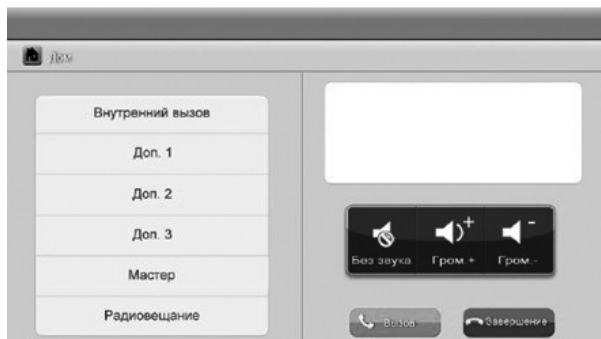 Дом
Внутренний вызов
Доп. 1
Доп. 2
Доп. 3
Мастер
Радиовещание
Без звука Гром.+ Гром.-
Вызов Завершение